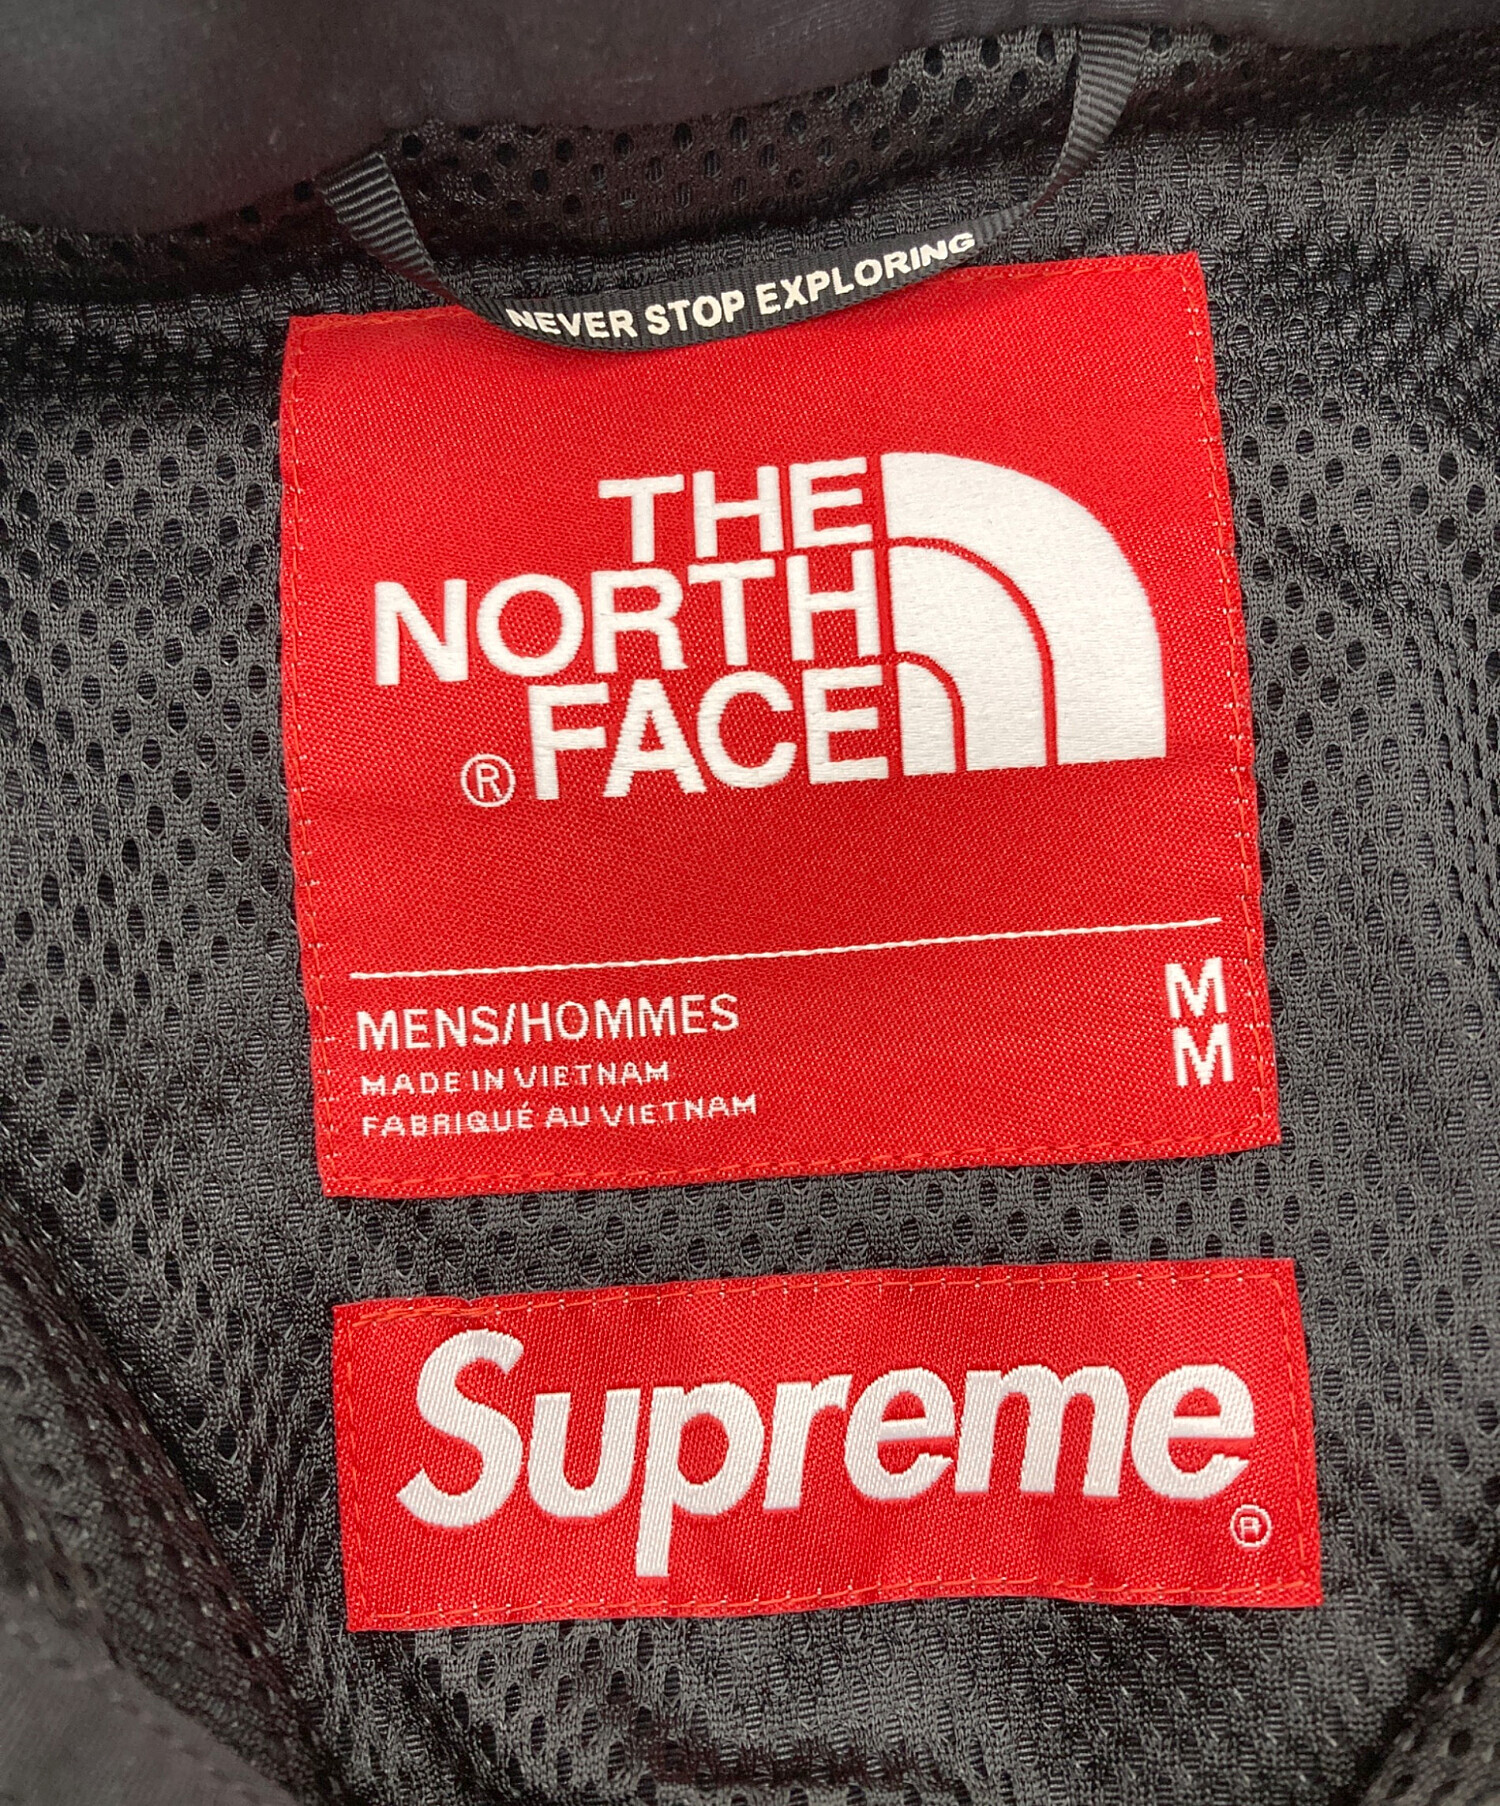 NEVER STOP EXPLORING
THE
NORTH
® FACE
MENS/HOMMES
M
MADE IN VIETNAM
M
FABRIQUÉ AU VIETNAM
Supreme
®